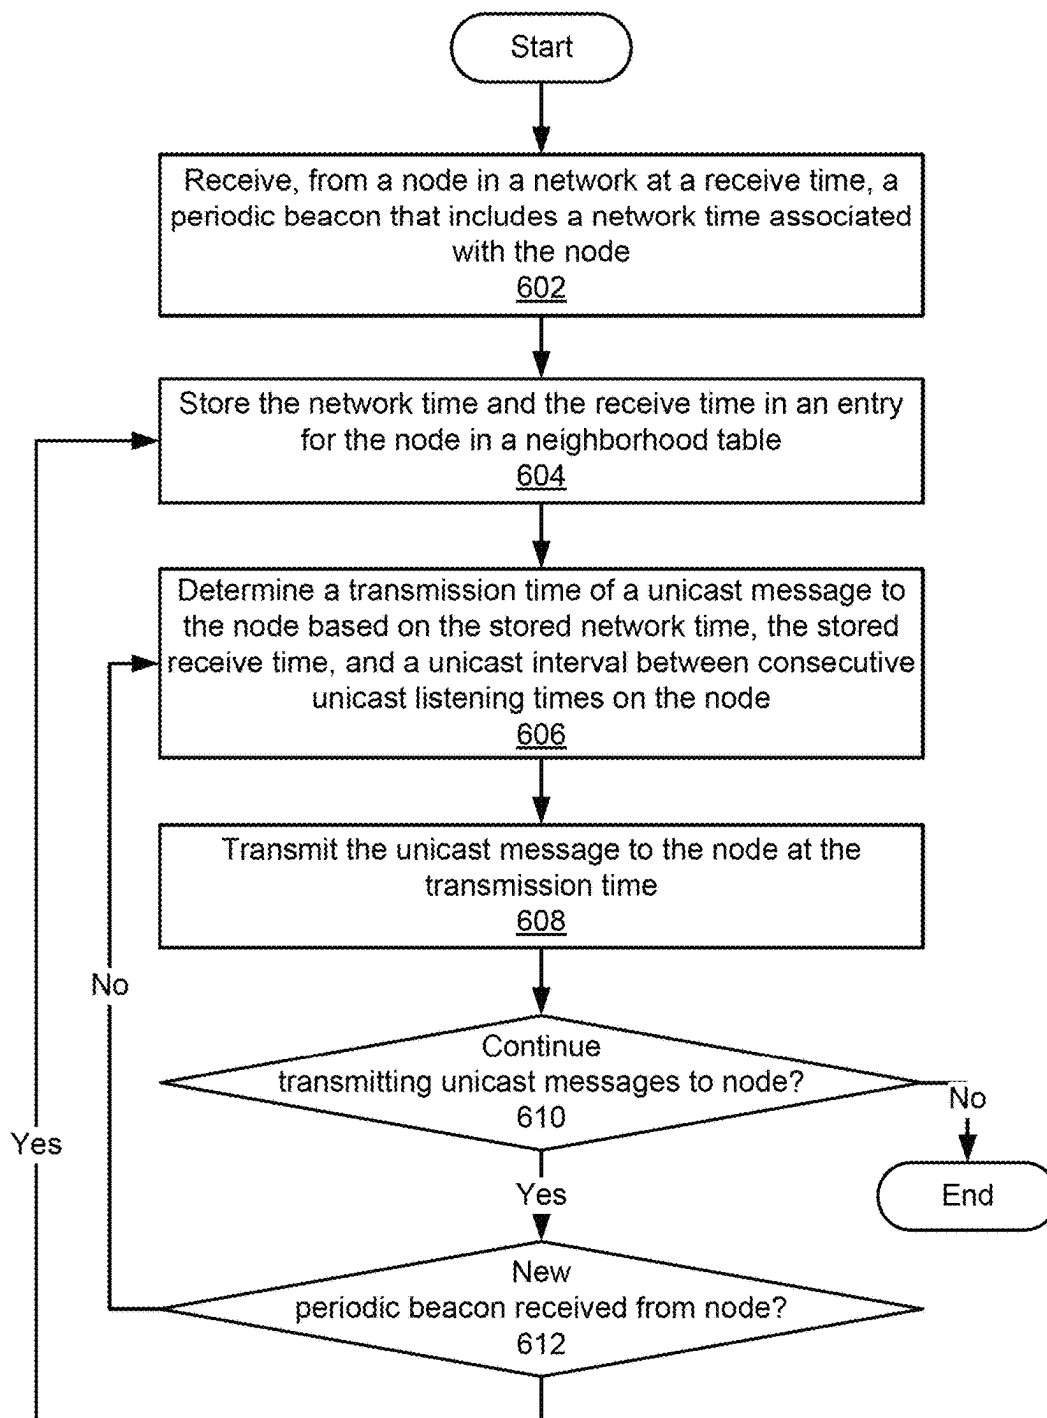 Start
Receive, from a node in a network at a receive time, a
periodic beacon that includes a network time associated
with the node
602
Store the network time and the receive time in an entry
for the node in a neighborhood table
604
Determine a transmission time of a unicast message to
the node based on the stored network time, the stored
receive time, and a unicast interval between consecutive
unicast listening times on the node
606
Transmit the unicast message to the node at the
transmission time
608
No
Continue
transmitting unicast messages to node?
610
No
Yes
Yes
End
New
periodic beacon received from node?
612